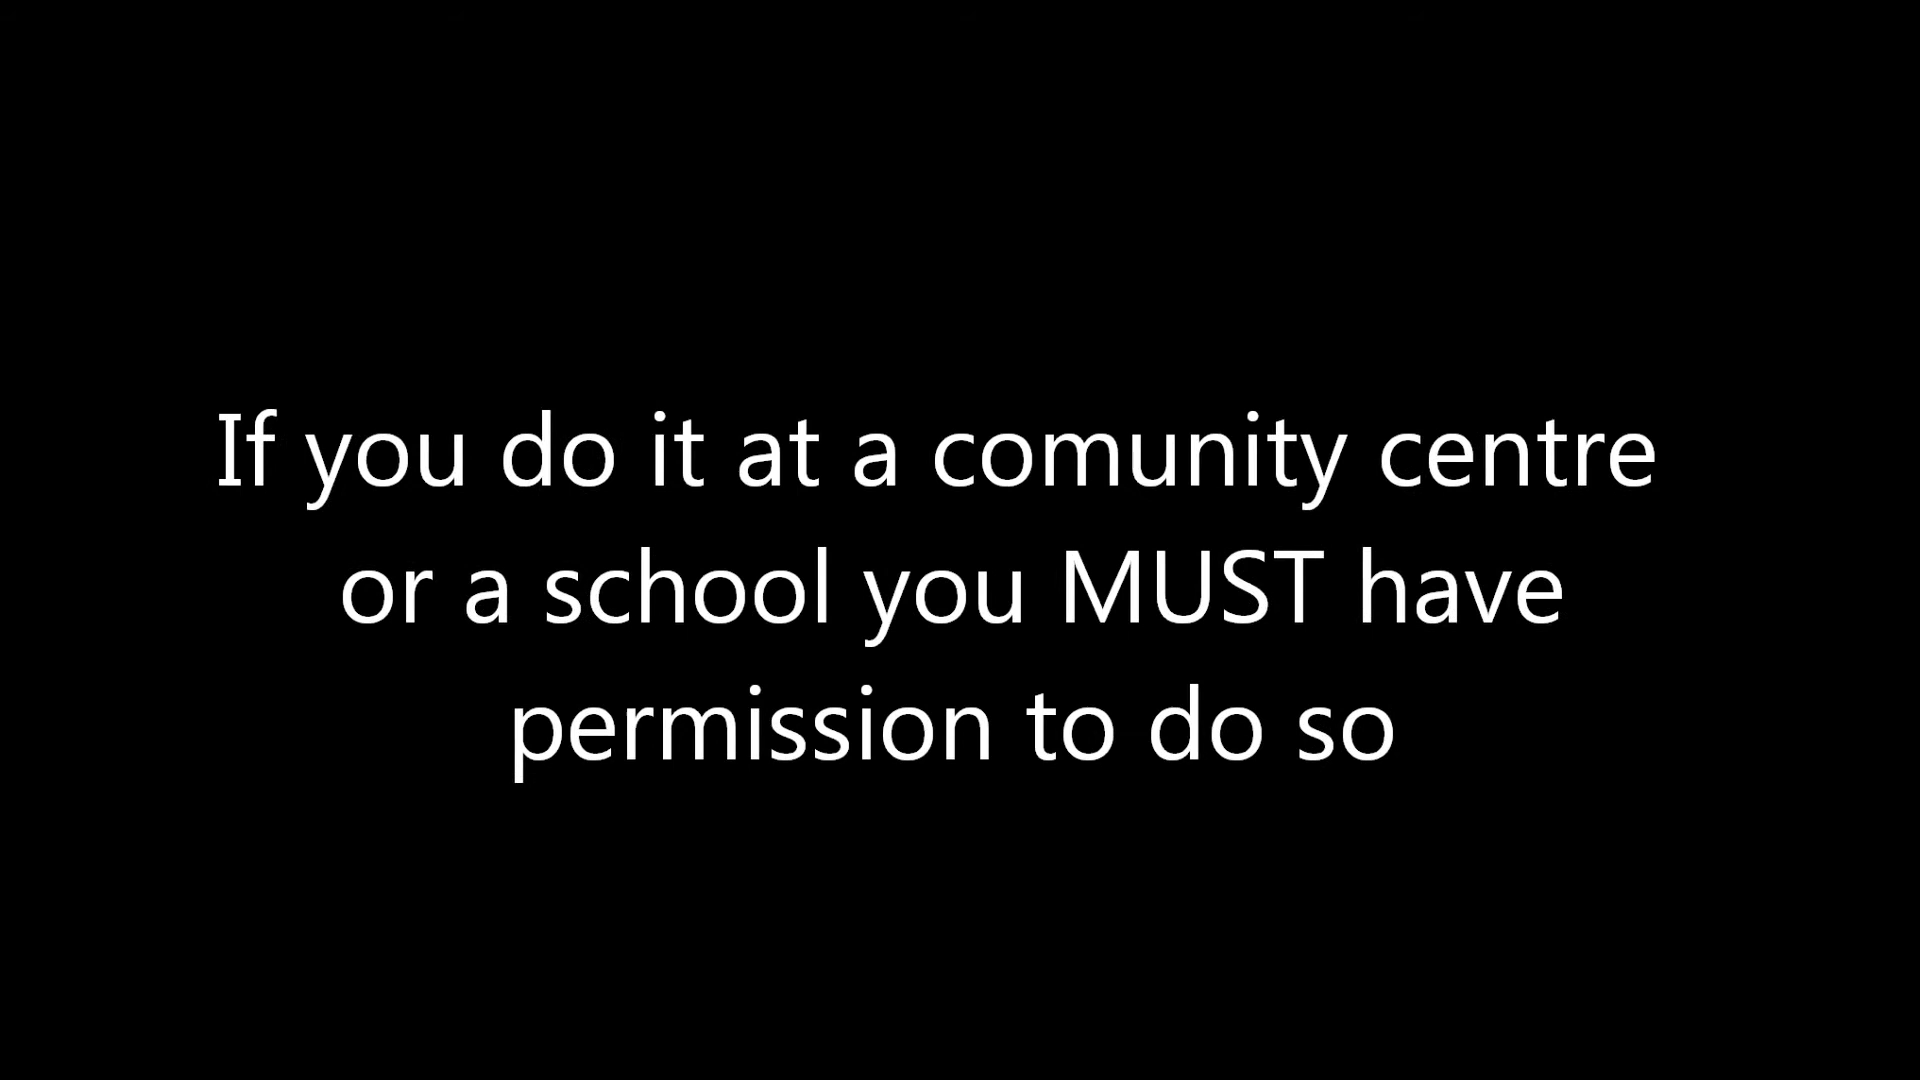 If you do it at a comunity centre
or a school you MUST have
permission to do so